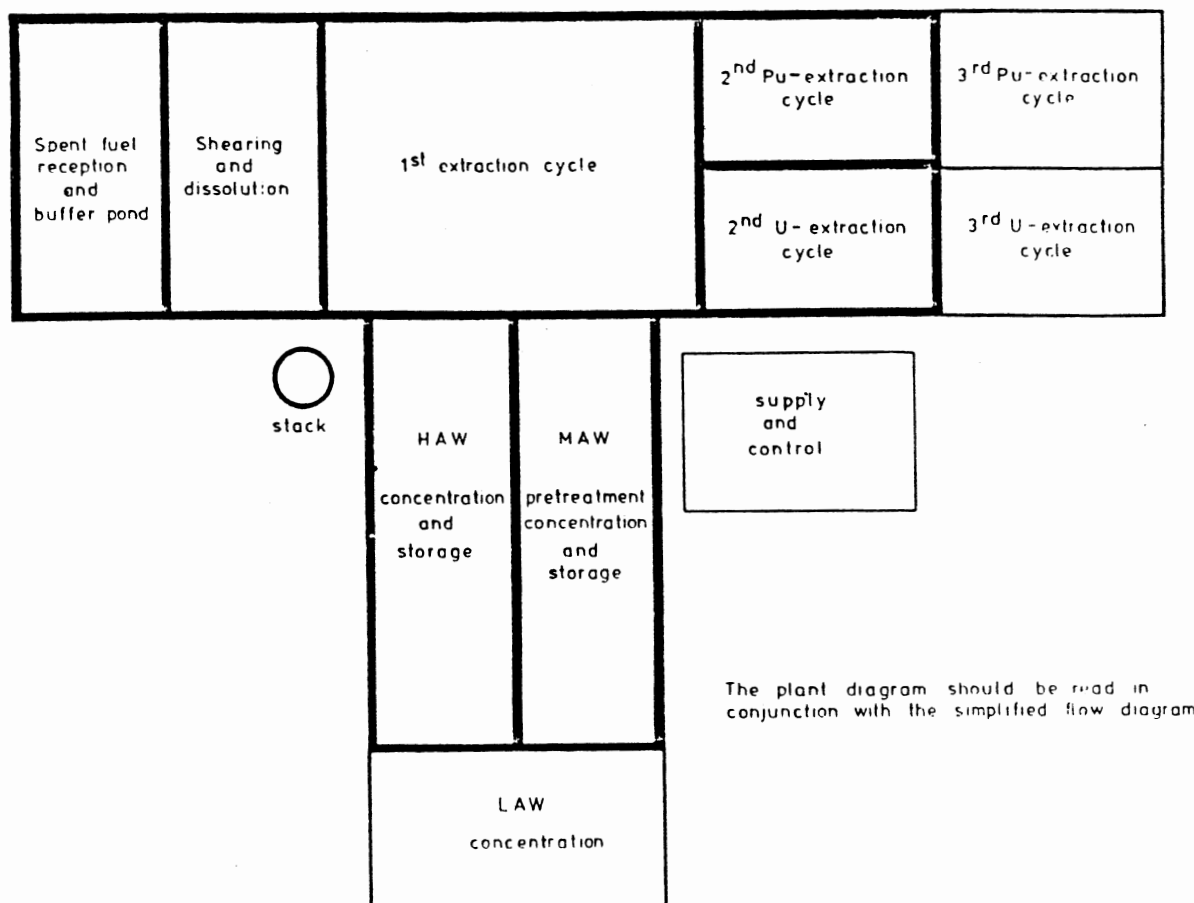 Spent fuel
reception
and
buffer pond
Shearing
and
dissolution
1st extraction cycle
2nd Pu-extraction
cycle
3rd Pu-extraction
cycle
2nd U-extraction
cycle
3rd U-extraction
cycle
stack
HAW
concentration
and
storage
MAW
pretreatment
concentration
and
storage
supply
and
control
The plant diagram should be read in
conjunction with the simplified flow diagram
LAW
concentration